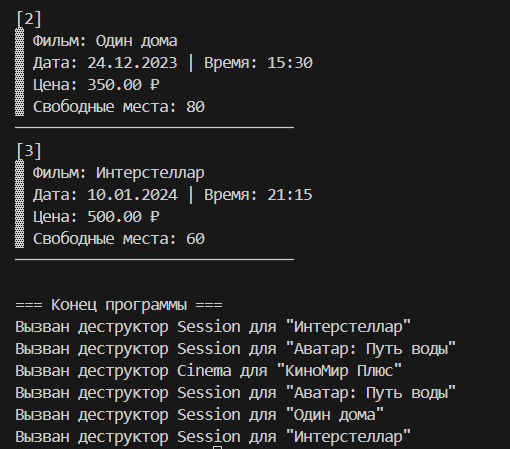 [2]
▓ Фильм: Один дома
▓ Дата: 24.12.2023 | Время: 15:30
▓ Цена: 350.00 ₽
▓ Свободные места: 80
───────────────────────────────
[3]
▓ Фильм: Интерстеллар
▓ Дата: 10.01.2024 | Время: 21:15
▓ Цена: 500.00 ₽
▓ Свободные места: 60
───────────────────────────────
=== Конец программы ===
Вызван деструктор Session для "Интерстеллар"
Вызван деструктор Session для "Аватар: Путь воды"
Вызван деструктор Cinema для "КиноМир Плюс"
Вызван деструктор Session для "Аватар: Путь воды"
Вызван деструктор Session для "Один дома"
Вызван деструктор Session для "Интерстеллар"